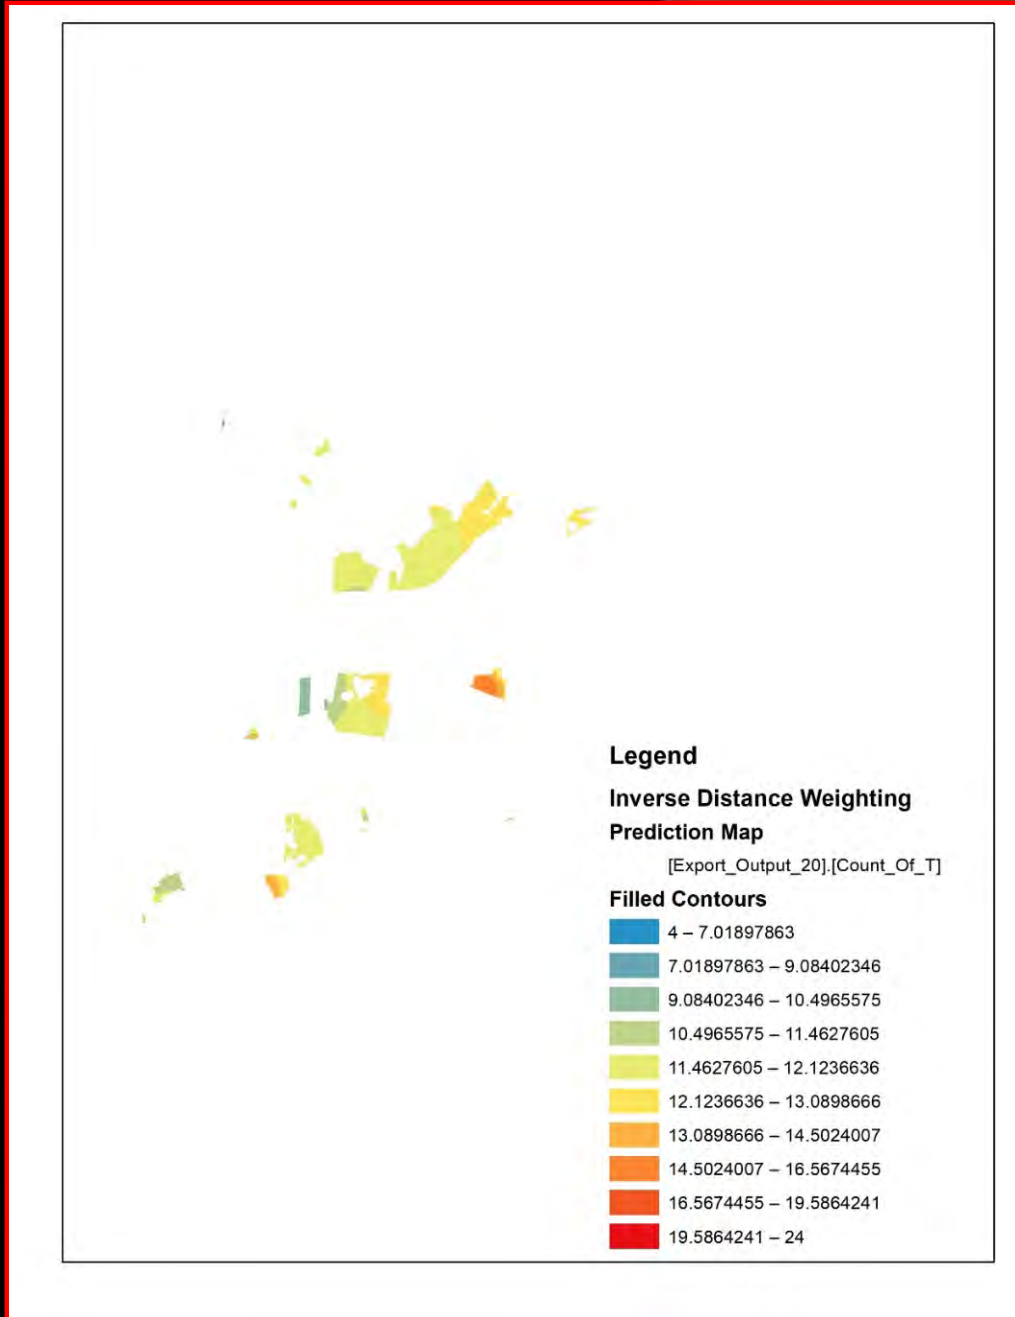 Legend
Inverse Distance Weighting
Prediction Map
[Export_Output_20].[Count_Of_T]
Filled Contours
4 – 7.01897863
7.01897863 – 9.08402346
9.08402346 – 10.4965575
10.4965575 – 11.4627605
11.4627605 – 12.1236636
12.1236636 – 13.0898666
13.0898666 – 14.5024007
14.5024007 – 16.5674455
16.5674455 – 19.5864241
19.5864241 – 24